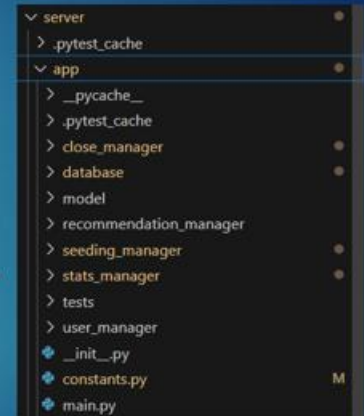 server
.pytest_cache
app
__pycache__
.pytest_cache
close_manager
database
model
recommendation_manager
seeding_manager
stats_manager
tests
user_manager
__init__.py
constants.py M
main.py